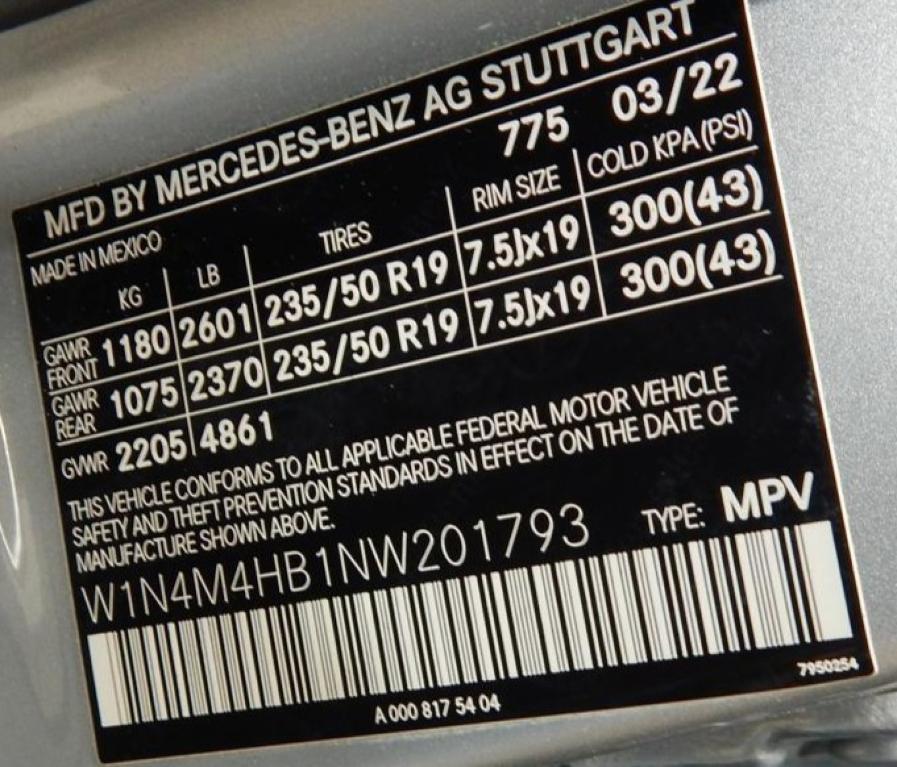 MFD BY MERCEDES-BENZ AG STUTTGART
MADE IN MEXICO 775 03/22
KG LB TIRES RIM SIZE COLD KPA (PSI)
GAWR FRONT 1180 2601 235/50 R19 7.5Jx19 300(43)
GAWR REAR 1075 2370 235/50 R19 7.5Jx19 300(43)
GVWR 2205 4861
THIS VEHICLE CONFORMS TO ALL APPLICABLE FEDERAL MOTOR VEHICLE
SAFETY AND THEFT PREVENTION STANDARDS IN EFFECT ON THE DATE OF
MANUFACTURE SHOWN ABOVE.
W1N4M4HB1NW201793 TYPE: MPV
A 000 817 54 04
7950254